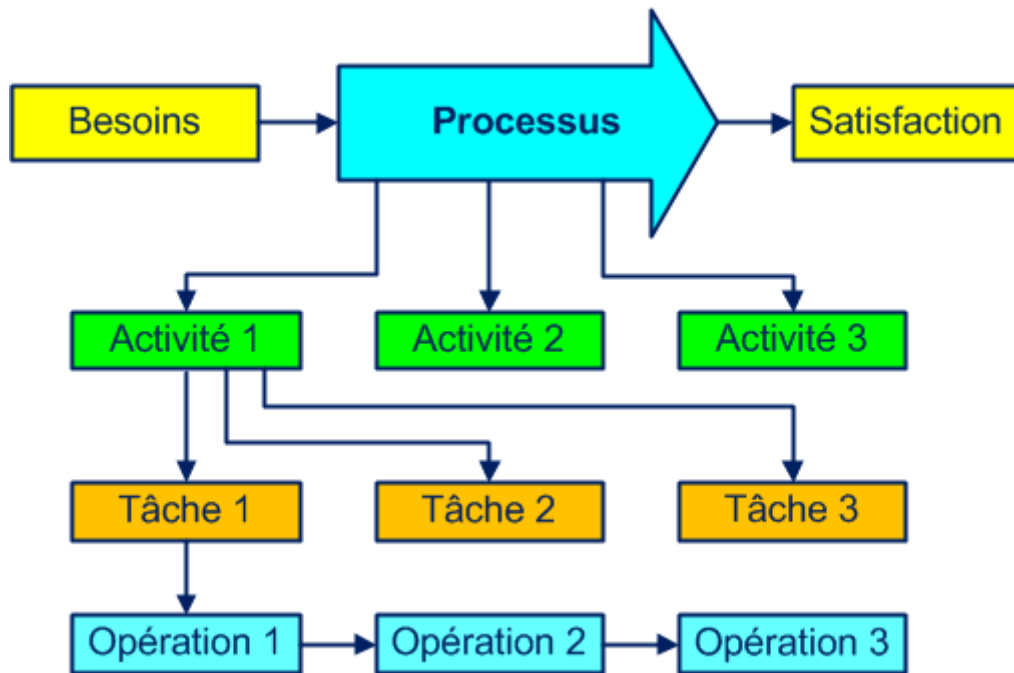 Besoins
Processus
Satisfaction
Activité 1
Activité 2
Activité 3
Tâche 1
Tâche 2
Tâche 3
Opération 1
Opération 2
Opération 3